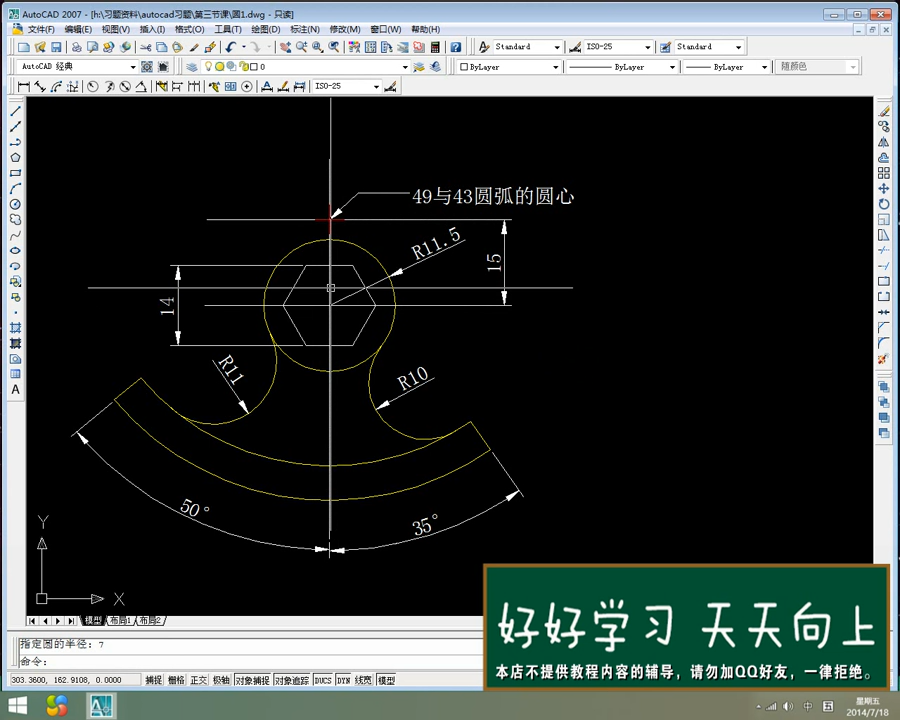 AutoCAD 2007 - [h:\习题资料\autocad习题\第三节课\圆1.dwg - 只读]
文件(F) 编辑(E) 视图(V) 插入(I) 格式(O) 工具(T) 绘图(D) 标注(N) 修改(M) 窗口(W) 帮助(H)
Standard ISO-25 Standard
AutoCAD 经典 0 ByLayer ByLayer ByLayer 随颜色
ISO-25
49与43圆弧的圆心
R11.5
15
14
R11
R10
50°
35°
Y
X
模型 布局1 布局2
指定圆的半径: 7
命令:
303.3600, 162.9108, 0.0000 捕捉 栅格 正交 极轴 对象捕捉 对象追踪 DUCS DYN 线宽 模型
好好学习 天天向上
本店不提供教程内容的辅导，请勿加QQ好友，一律拒绝。
中
星期五
2014/7/18
A